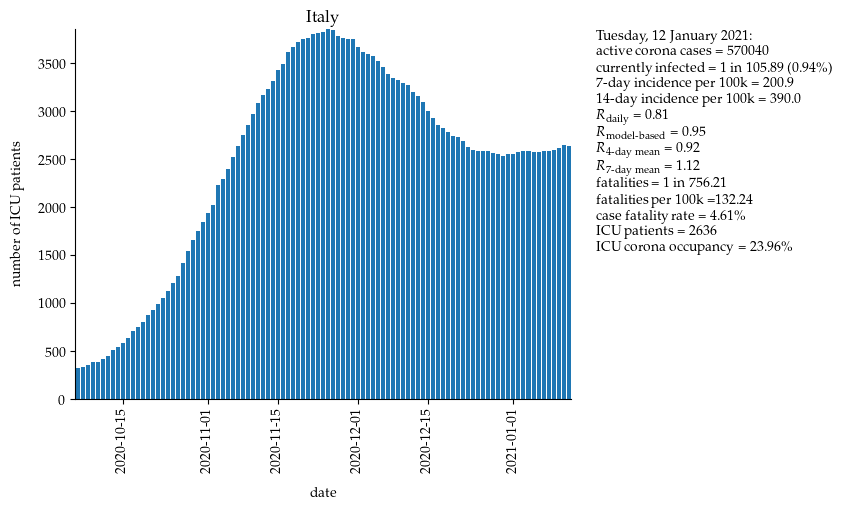 Italy
Tuesday, 12 January 2021:
active corona cases = 570040
currently infected = 1 in 105.89 (0.94%)
7-day incidence per 100k = 200.9
14-day incidence per 100k = 390.0
R_daily = 0.81
R_model-based = 0.95
R_4-day mean = 0.92
R_7-day mean = 1.12
fatalities = 1 in 756.21
fatalities per 100k =132.24
case fatality rate = 4.61%
ICU patients = 2636
ICU corona occupancy = 23.96%
number of ICU patients
3500
3000
2500
2000
1500
1000
500
0
2020-10-15
2020-11-01
2020-11-15
2020-12-01
2020-12-15
2021-01-01
date